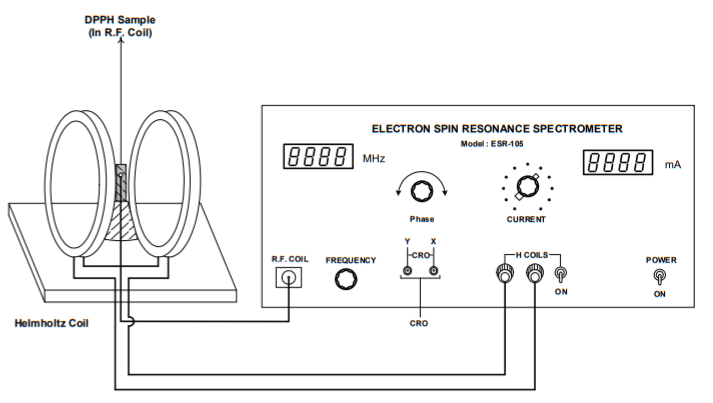 DPPH Sample
(In R.F. Coil)
ELECTRON SPIN RESONANCE SPECTROMETER
Model : ESR-105
8888 MHz
8888 mA
Phase
CURRENT
R.F. COIL
FREQUENCY
Y X
CRO
H COILS
ON
POWER
ON
CRO
Helmholtz Coil